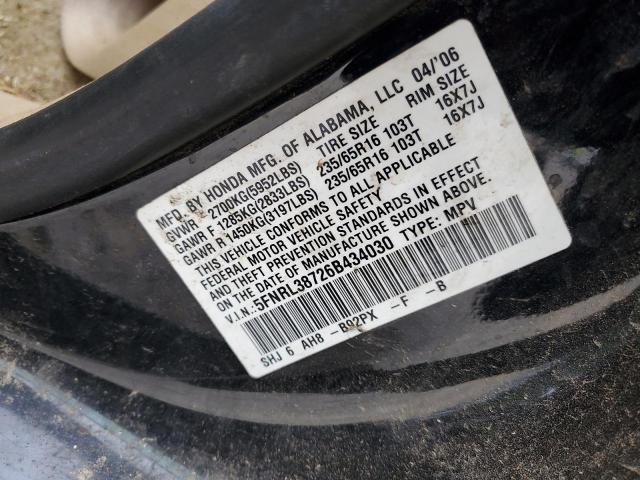 MFG. BY HONDA MFG. OF ALABAMA, LLC 04/'06
GVWR 2700KG(5952LBS) TIRE SIZE RIM SIZE
GAWR F 1285KG(2833LBS) 235/65R16 103T 16X7J
GAWR R 1450KG(3197LBS) 235/65R16 103T 16X7J
THIS VEHICLE CONFORMS TO ALL APPLICABLE
FEDERAL MOTOR VEHICLE SAFETY
AND THEFT PREVENTION STANDARDS IN EFFECT
ON THE DATE OF MANUFACTURE SHOWN ABOVE.
V.I.N.:5FNRL38726B434030 TYPE: MPV
SHJ 6 AH8 -B92PX -F -B